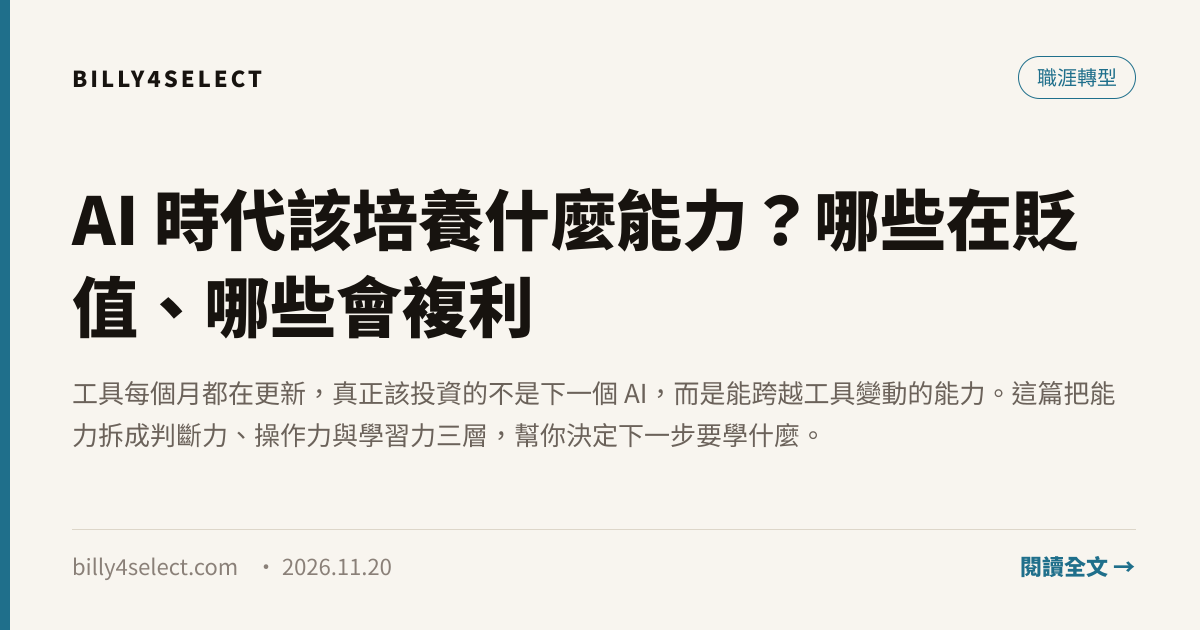 BILLY4SELECT
職涯轉型
AI 時代該培養什麼能力？哪些在貶
值、哪些會複利
工具每個月都在更新，真正該投資的不是下一個 AI，而是能跨越工具變動的能力。這篇把能
力拆成判斷力、操作力與學習力三層，幫你決定下一步要學什麼。
billy4select.com ・ 2026.11.20
閱讀全文 →